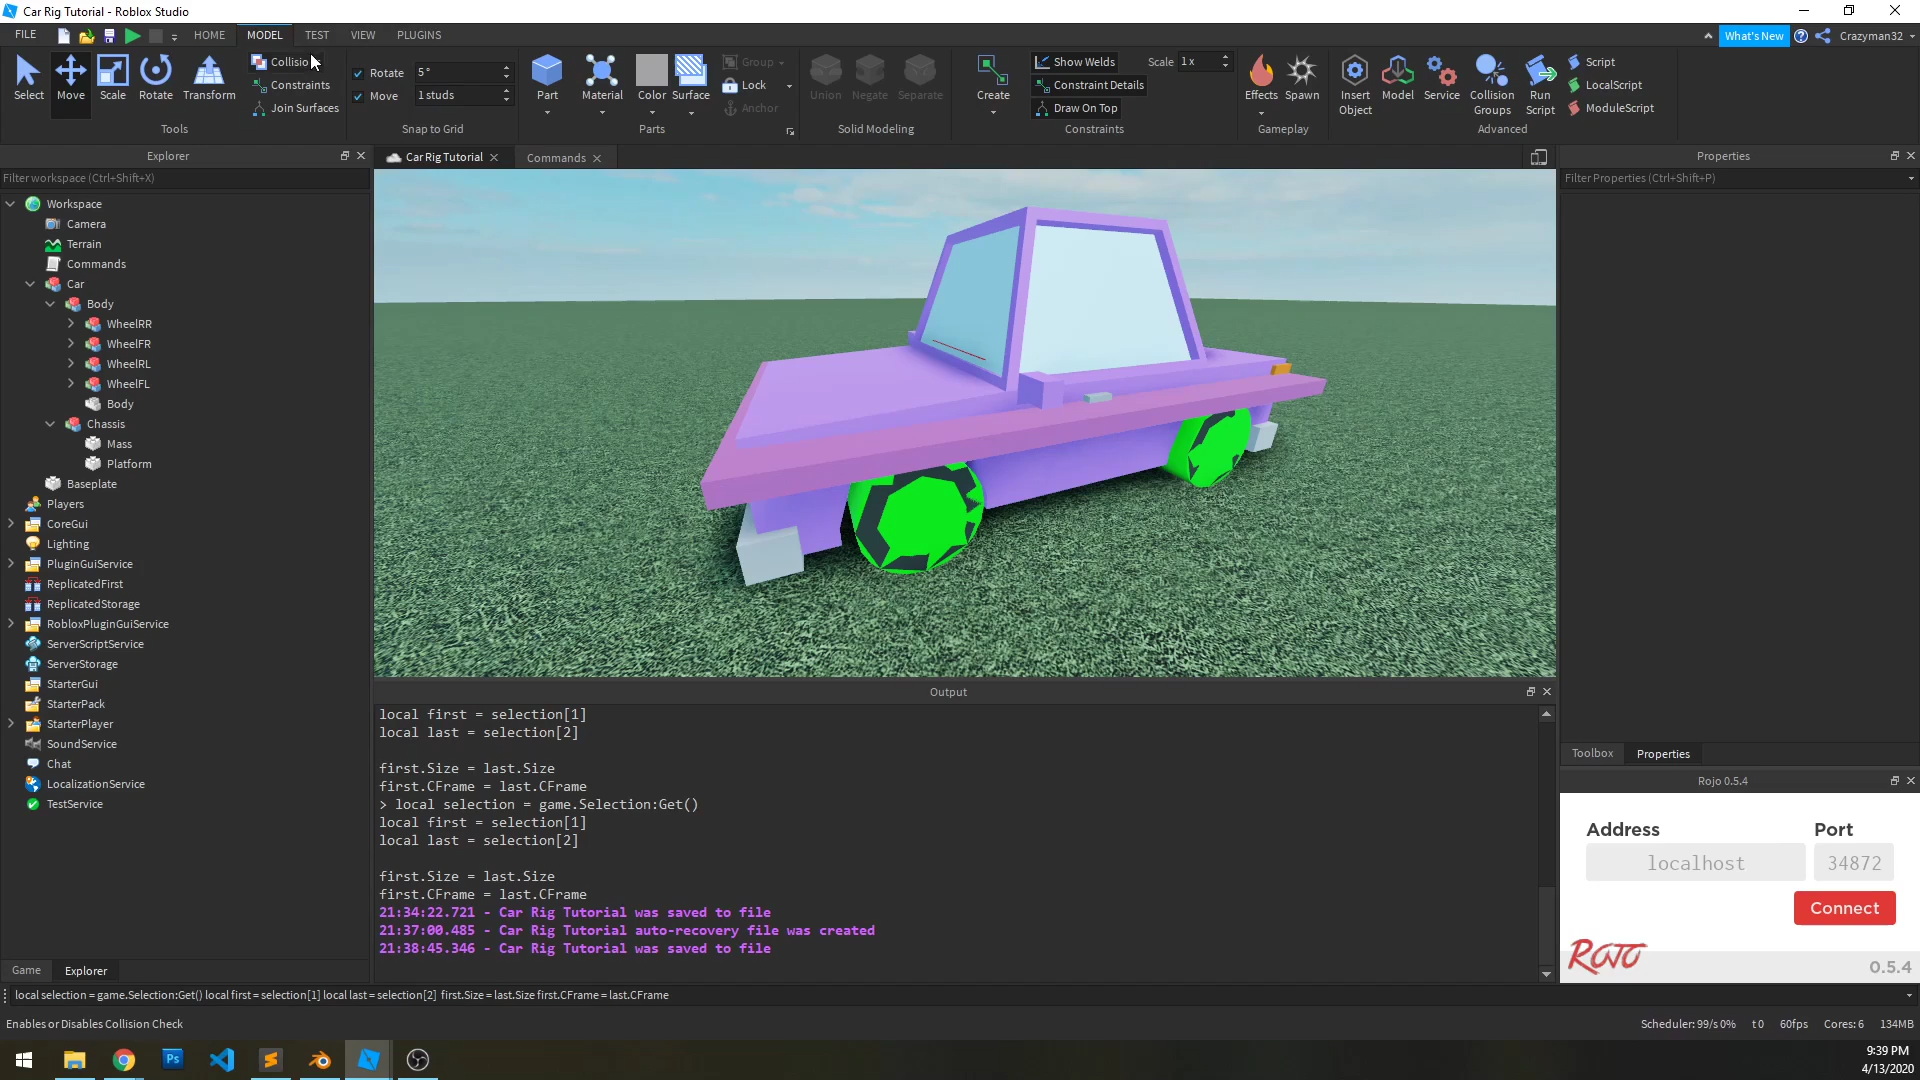 Car Rig Tutorial - Roblox Studio
FILE HOME MODEL TEST VIEW PLUGINS What's New Crazyman32
Select Move Scale Rotate Transform
Collisio
Constraints
Join Surfaces
Tools
Rotate 5°
Move 1 studs
Snap to Grid
Part Material Color Surface
Group
Lock
Anchor
Parts
Union Negate Separate
Solid Modeling
Create
Show Welds
Constraint Details
Draw On Top
Scale 1x
Constraints
Effects Spawn
Gameplay
Insert Object
Model
Service
Collision Groups
Run Script
Script
LocalScript
ModuleScript
Advanced
Explorer
Filter workspace (Ctrl+Shift+X)
Workspace
Camera
Terrain
Commands
Car
Body
WheelRR
WheelFR
WheelRL
WheelFL
Body
Chassis
Mass
Platform
Baseplate
Players
CoreGui
Lighting
PluginGuiService
ReplicatedFirst
ReplicatedStorage
RobloxPluginGuiService
ServerScriptService
ServerStorage
StarterGui
StarterPack
StarterPlayer
SoundService
Chat
LocalizationService
TestService
Game Explorer
Car Rig Tutorial Commands
Output
local first = selection[1]
local last = selection[2]
first.Size = last.Size
first.CFrame = last.CFrame
> local selection = game.Selection:Get()
local first = selection[1]
local last = selection[2]
first.Size = last.Size
first.CFrame = last.CFrame
21:34:22.721 - Car Rig Tutorial was saved to file
21:37:00.485 - Car Rig Tutorial auto-recovery file was created
21:38:45.346 - Car Rig Tutorial was saved to file
Properties
Filter Properties (Ctrl+Shift+P)
Toolbox Properties
Rojo 0.5.4
Address Port
localhost 34872
Connect
ROJO 0.5.4
local selection = game.Selection:Get() local first = selection[1] local last = selection[2] first.Size = last.Size first.CFrame = last.CFrame
Enables or Disables Collision Check
Scheduler: 99/s 0% t 0 60fps Cores: 6 134MB
Ps
9:39 PM
4/13/2020